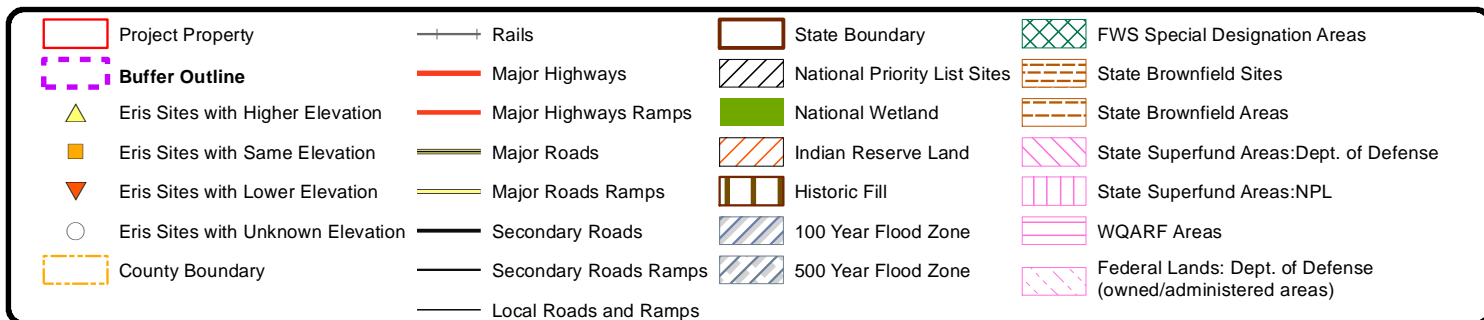 Project Property
Buffer Outline
Eris Sites with Higher Elevation
Eris Sites with Same Elevation
Eris Sites with Lower Elevation
Eris Sites with Unknown Elevation
County Boundary
Rails
Major Highways
Major Highways Ramps
Major Roads
Major Roads Ramps
Secondary Roads
Secondary Roads Ramps
Local Roads and Ramps
State Boundary
National Priority List Sites
National Wetland
Indian Reserve Land
Historic Fill
100 Year Flood Zone
500 Year Flood Zone
FWS Special Designation Areas
State Brownfield Sites
State Brownfield Areas
State Superfund Areas:Dept. of Defense
State Superfund Areas:NPL
WQARF Areas
Federal Lands: Dept. of Defense
(owned/administered areas)